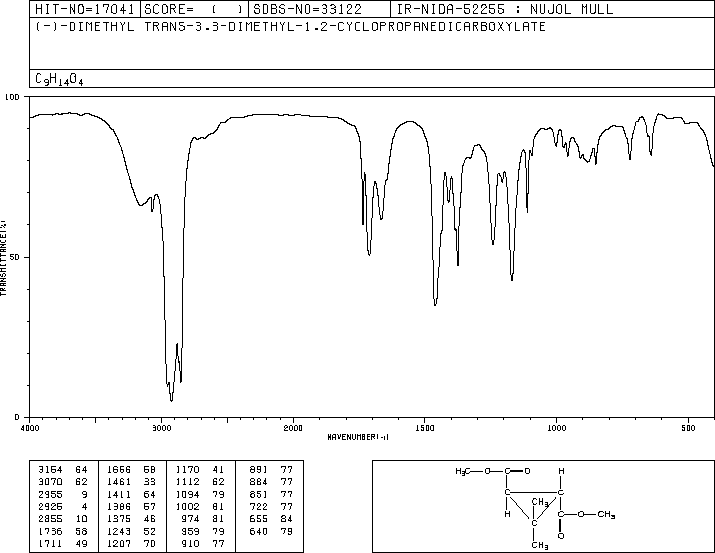 HIT-NO=17041 SCORE= ( ) SDBS-NO=33122 IR-NIDA-52255 : NUJOL MULL
(-)-DIMETHYL TRANS-3.3-DIMETHYL-1.2-CYCLOPROPANEDICARBOXYLATE
C9H14O4
100
50
0
TRANSMITTANCE(%)
4000 3000 2000 1500 1000 500
WAVENUMBER(-1)
3154 64 1666 58 1170 41 891 77
3070 62 1461 33 1112 62 884 77
2955 9 1411 64 1094 79 851 77
2925 4 1386 57 1002 81 722 77
2855 10 1375 46 974 81 655 84
1736 58 1243 52 959 79 640 79
1711 49 1207 70 910 77
H3C—O—C=O H
C C
H CH3 C—O—CH3
C O
CH3